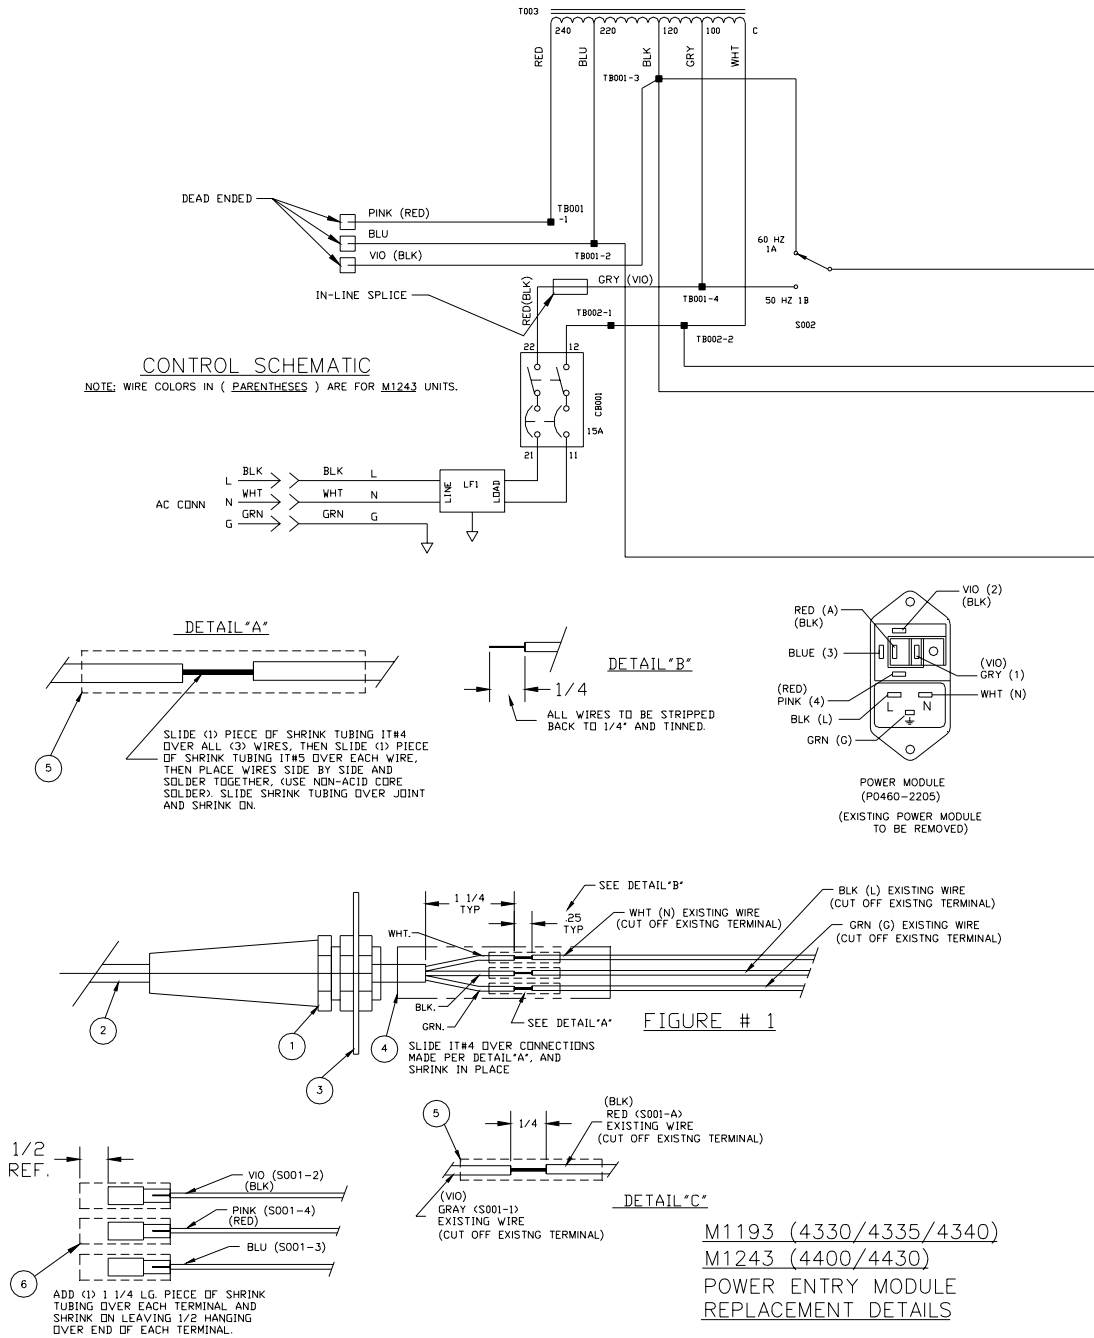 T003
240
220
120
100
C
RED
BLU
BLK
GRY
WHT
TB001-3
DEAD ENDED
PINK (RED)
TB001
-1
BLU
VIO (BLK)
TB001-2
60 HZ
1A
IN-LINE SPLICE
RED(BLK)
GRY (VIO)
TB001-4
50 HZ 1B
S002
TB002-1
TB002-2
CONTROL SCHEMATIC
NOTE: WIRE COLORS IN ( PARENTHESES ) ARE FOR M1243 UNITS.
22
12
CB001
15A
21
11
AC CONN
L BLK BLK L
N WHT WHT N
G GRN GRN G
LINE
LF1
LOAD
DETAIL"A"
5
SLIDE (1) PIECE OF SHRINK TUBING IT#4
OVER ALL (3) WIRES, THEN SLIDE (1) PIECE
OF SHRINK TUBING IT#5 OVER EACH WIRE,
THEN PLACE WIRES SIDE BY SIDE AND
SOLDER TOGETHER, (USE NON-ACID CORE
SOLDER). SLIDE SHRINK TUBING OVER JOINT
AND SHRINK ON.
DETAIL"B"
1/4
ALL WIRES TO BE STRIPPED
BACK TO 1/4" AND TINNED.
VIO (2)
(BLK)
RED (A)
(BLK)
BLUE (3)
(VIO)
GRY (1)
(RED)
PINK (4)
WHT (N)
BLK (L)
L
N
GRN (G)
POWER MODULE
(P0460-2205)
(EXISTING POWER MODULE
TO BE REMOVED)
1 1/4
TYP
SEE DETAIL"B"
.25
TYP
WHT (N) EXISTING WIRE
(CUT OFF EXISTNG TERMINAL)
BLK (L) EXISTING WIRE
(CUT OFF EXISTNG TERMINAL)
GRN (G) EXISTING WIRE
(CUT OFF EXISTNG TERMINAL)
WHT.
BLK.
GRN.
SEE DETAIL"A"
FIGURE # 1
2
1
3
4
SLIDE IT#4 OVER CONNECTIONS
MADE PER DETAIL"A", AND
SHRINK IN PLACE
5
1/4
(BLK)
RED (S001-A)
EXISTING WIRE
(CUT OFF EXISTNG TERMINAL)
(VIO)
GRAY (S001-1)
EXISTING WIRE
(CUT OFF EXISTNG TERMINAL)
DETAIL"C"
1/2
REF.
VIO (S001-2)
(BLK)
PINK (S001-4)
(RED)
BLU (S001-3)
6
ADD (1) 1 1/4 LG. PIECE OF SHRINK
TUBING OVER EACH TERMINAL AND
SHRINK ON LEAVING 1/2 HANGING
OVER END OF EACH TERMINAL.
M1193 (4330/4335/4340)
M1243 (4400/4430)
POWER ENTRY MODULE
REPLACEMENT DETAILS